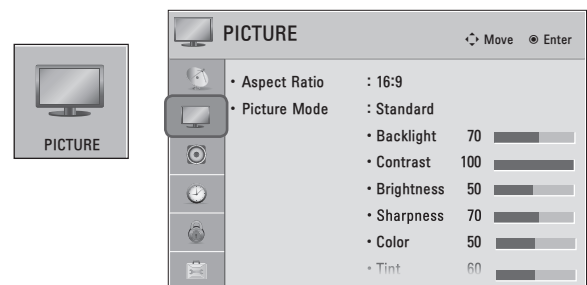 PICTURE
PICTURE
Move Enter
• Aspect Ratio : 16:9
• Picture Mode : Standard
• Backlight 70
• Contrast 100
• Brightness 50
• Sharpness 70
• Color 50
• Tint 60